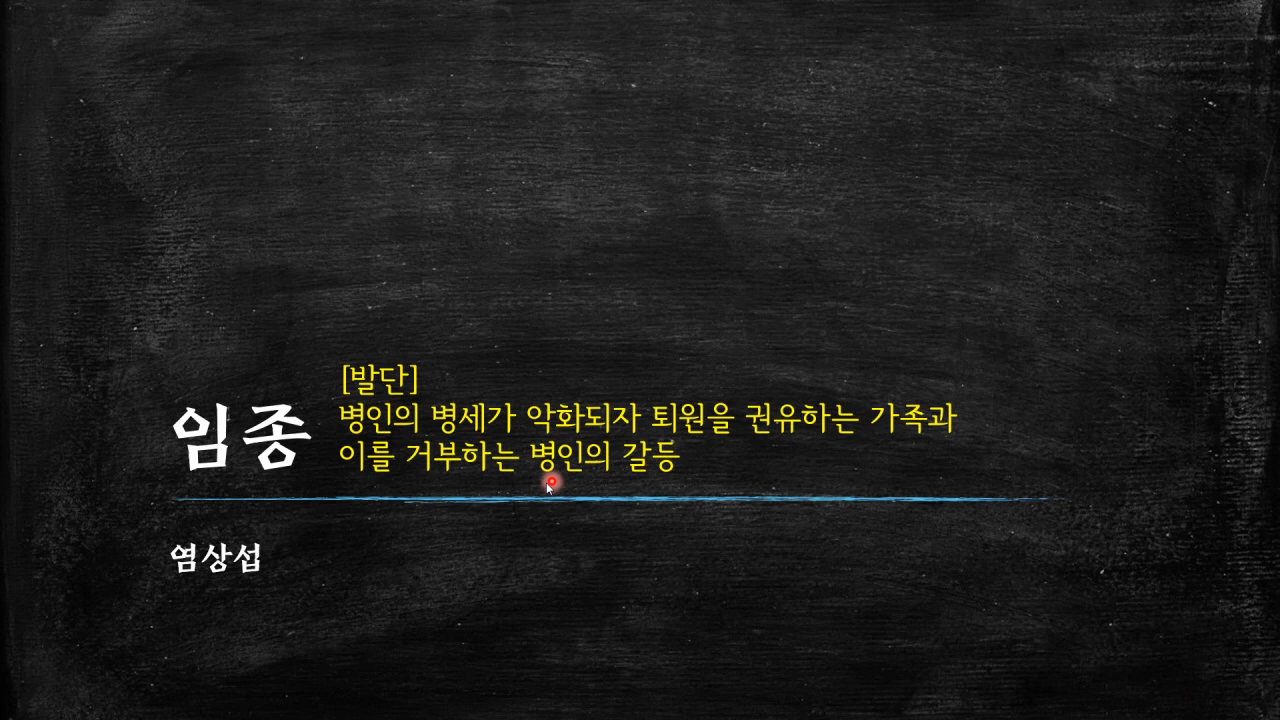 [발단]
병인의 병세가 악화되자 퇴원을 권유하는 가족과
임종 이를 거부하는 병인의 갈등
염상섭